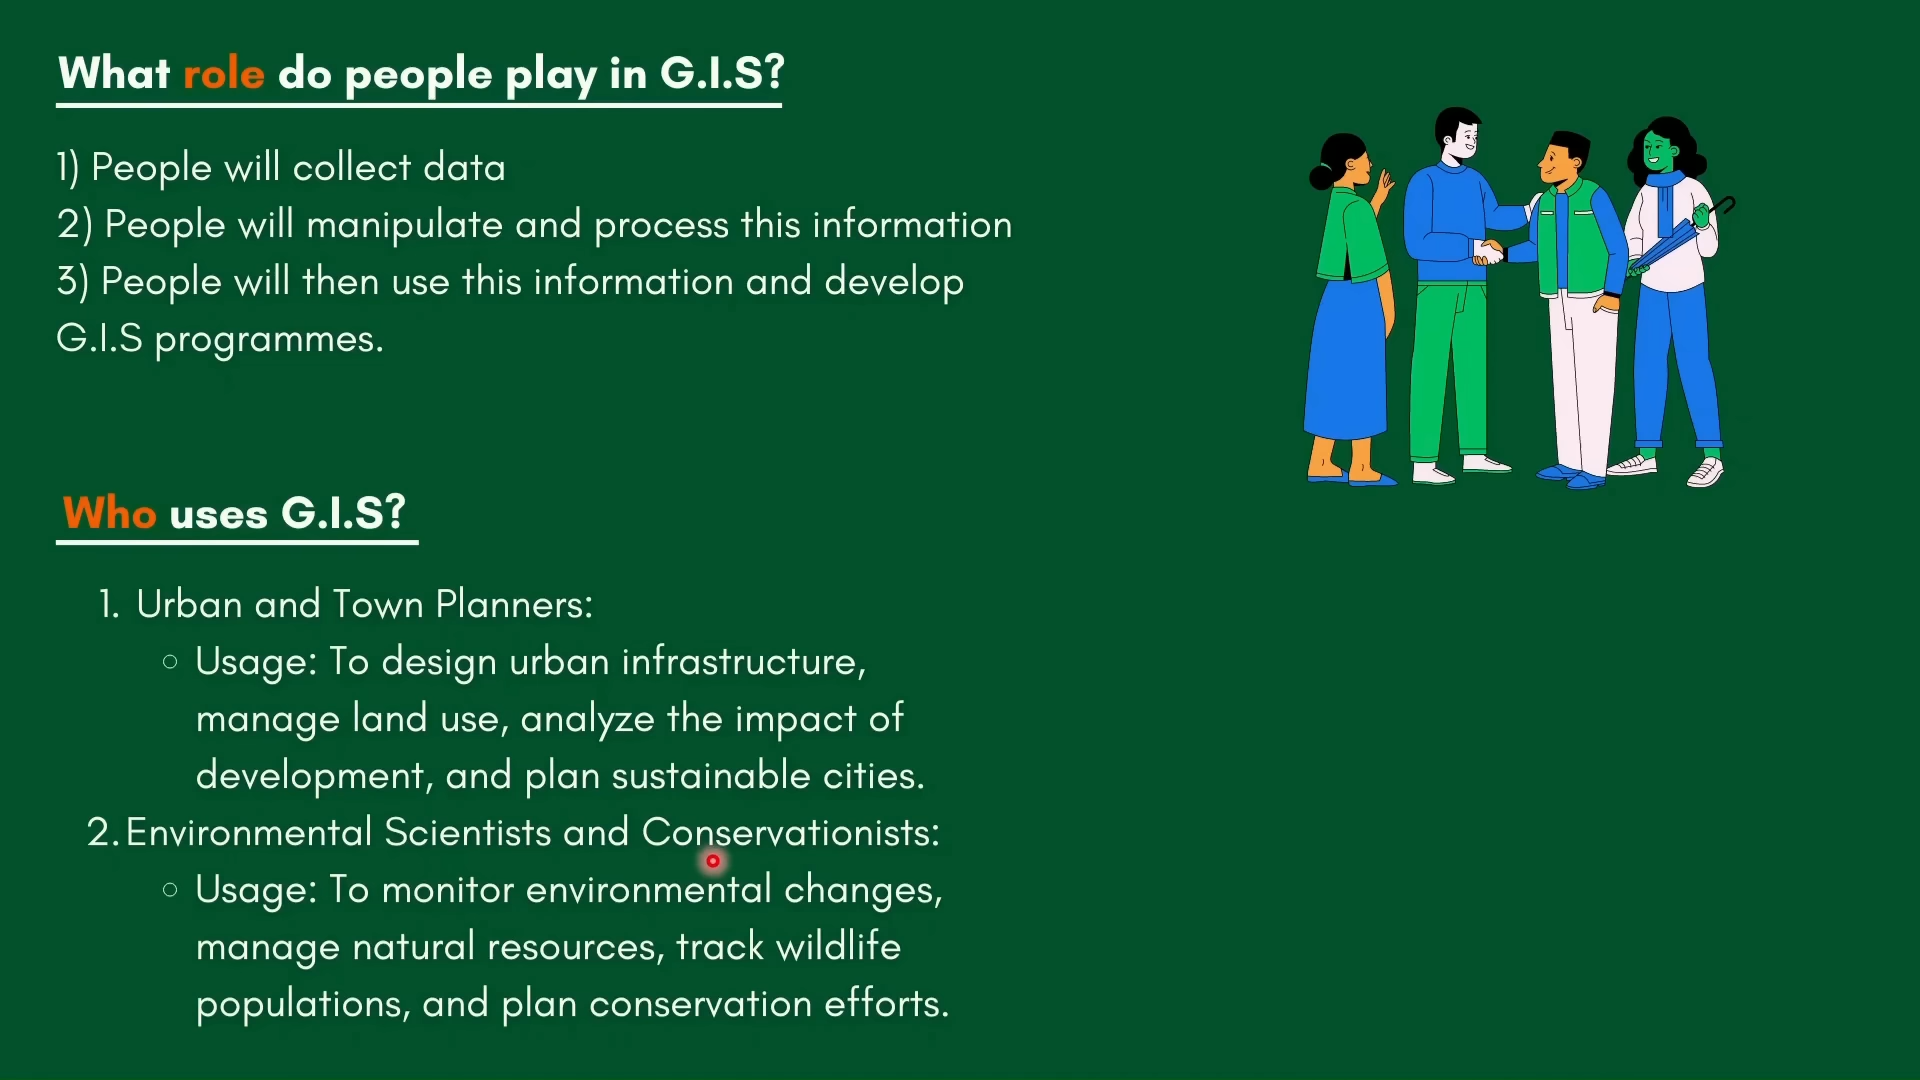 What role do people play in G.I.S?
1) People will collect data
2) People will manipulate and process this information
3) People will then use this information and develop
G.I.S programmes.
Who uses G.I.S?
1. Urban and Town Planners:
○ Usage: To design urban infrastructure,
manage land use, analyze the impact of
development, and plan sustainable cities.
2. Environmental Scientists and Conservationists:
○ Usage: To monitor environmental changes,
manage natural resources, track wildlife
populations, and plan conservation efforts.